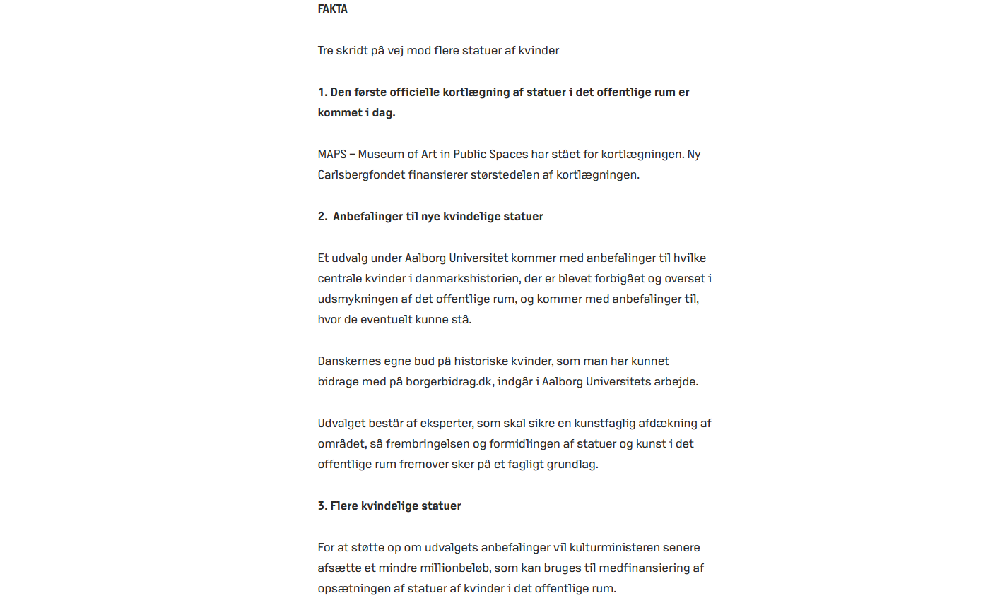 FAKTA
Tre skridt på vej mod flere statuer af kvinder
1. Den første officielle kortlægning af statuer i det offentlige rum er
kommet i dag.
MAPS – Museum of Art in Public Spaces har stået for kortlægningen. Ny
Carlsbergfondet finansierer størstedelen af kortlægningen.
2.  Anbefalinger til nye kvindelige statuer
Et udvalg under Aalborg Universitet kommer med anbefalinger til hvilke
centrale kvinder i danmarkshistorien, der er blevet forbigået og overset i
udsmykningen af det offentlige rum, og kommer med anbefalinger til,
hvor de eventuelt kunne stå.
Danskernes egne bud på historiske kvinder, som man har kunnet
bidrage med på borgerbidrag.dk, indgår i Aalborg Universitets arbejde.
Udvalget består af eksperter, som skal sikre en kunstfaglig afdækning af
området, så frembringelsen og formidlingen af statuer og kunst i det
offentlige rum fremover sker på et fagligt grundlag.
3. Flere kvindelige statuer
For at støtte op om udvalgets anbefalinger vil kulturministeren senere
afsætte et mindre millionbeløb, som kan bruges til medfinansiering af
opsætningen af statuer af kvinder i det offentlige rum.